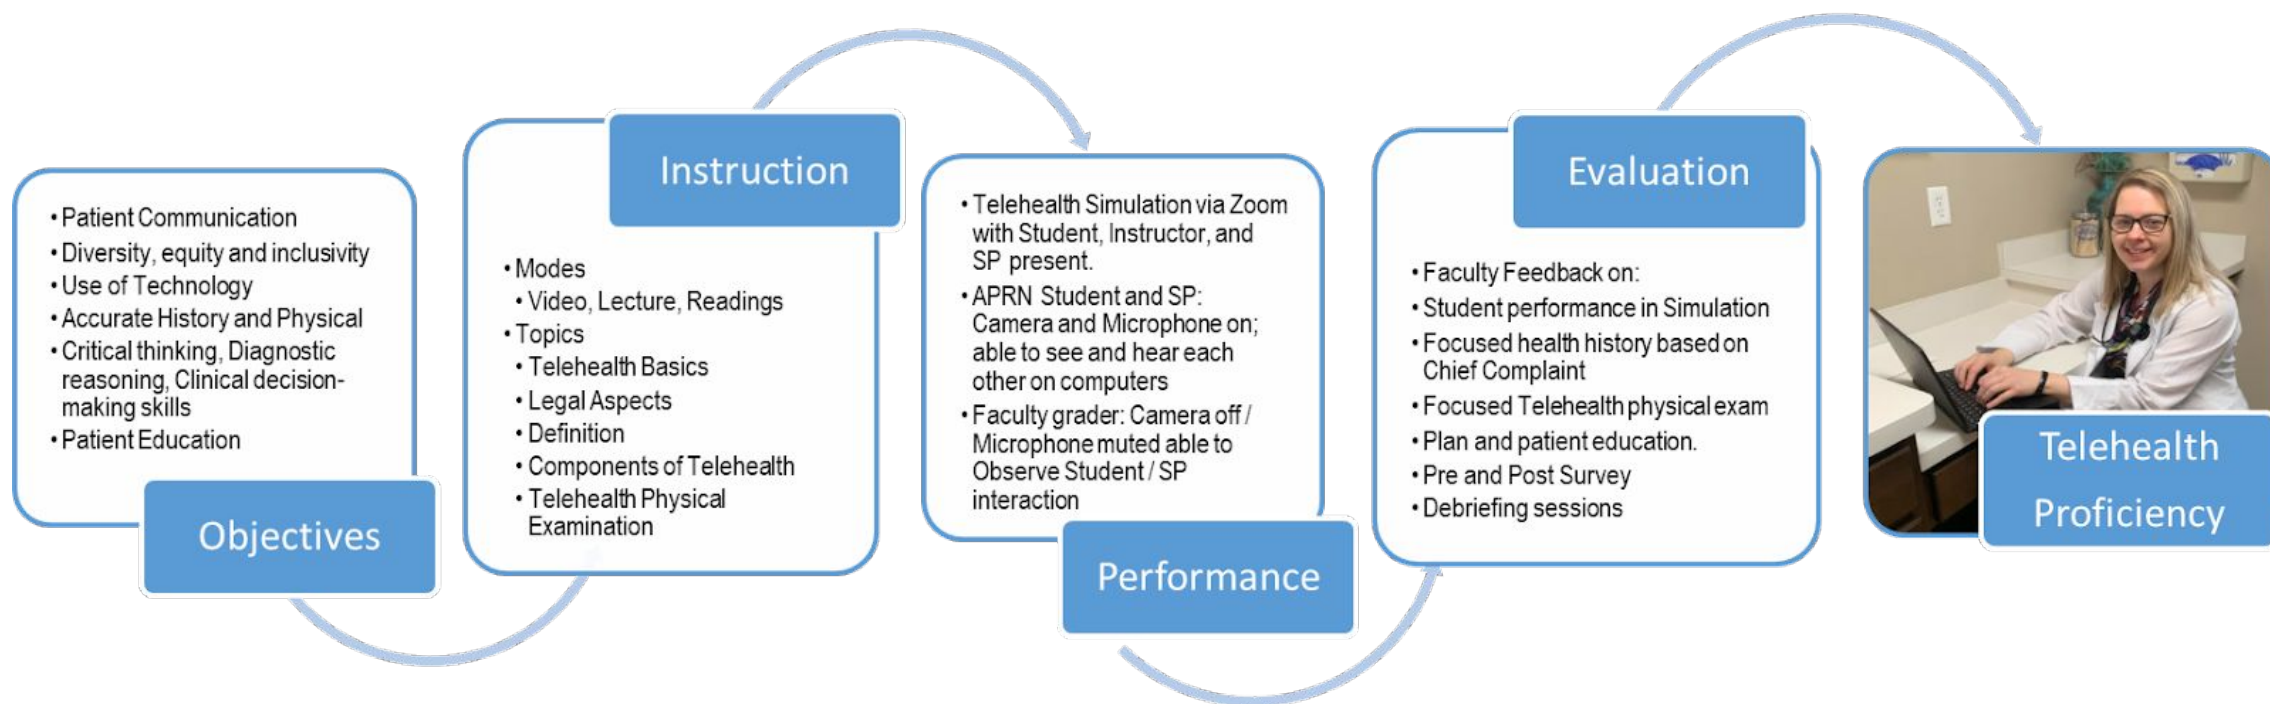 • Patient Communication
• Diversity, equity and inclusivity
• Use of Technology
• Accurate History and Physical
• Critical thinking, Diagnostic
reasoning, Clinical decision-
making skills
• Patient Education
Objectives
Instruction
• Modes
• Video, Lecture, Readings
• Topics
• Telehealth Basics
• Legal Aspects
• Definition
• Components of Telehealth
• Telehealth Physical
Examination
• Telehealth Simulation via Zoom
with Student, Instructor, and
SP present.
• APRN Student and SP:
Camera and Microphone on;
able to see and hear each
other on computers
• Faculty grader: Camera off /
Microphone muted able to
Observe Student / SP
interaction
Performance
Evaluation
• Faculty Feedback on:
• Student performance in Simulation
• Focused health history based on
Chief Complaint
• Focused Telehealth physical exam
• Plan and patient education.
• Pre and Post Survey
• Debriefing sessions
Telehealth
Proficiency